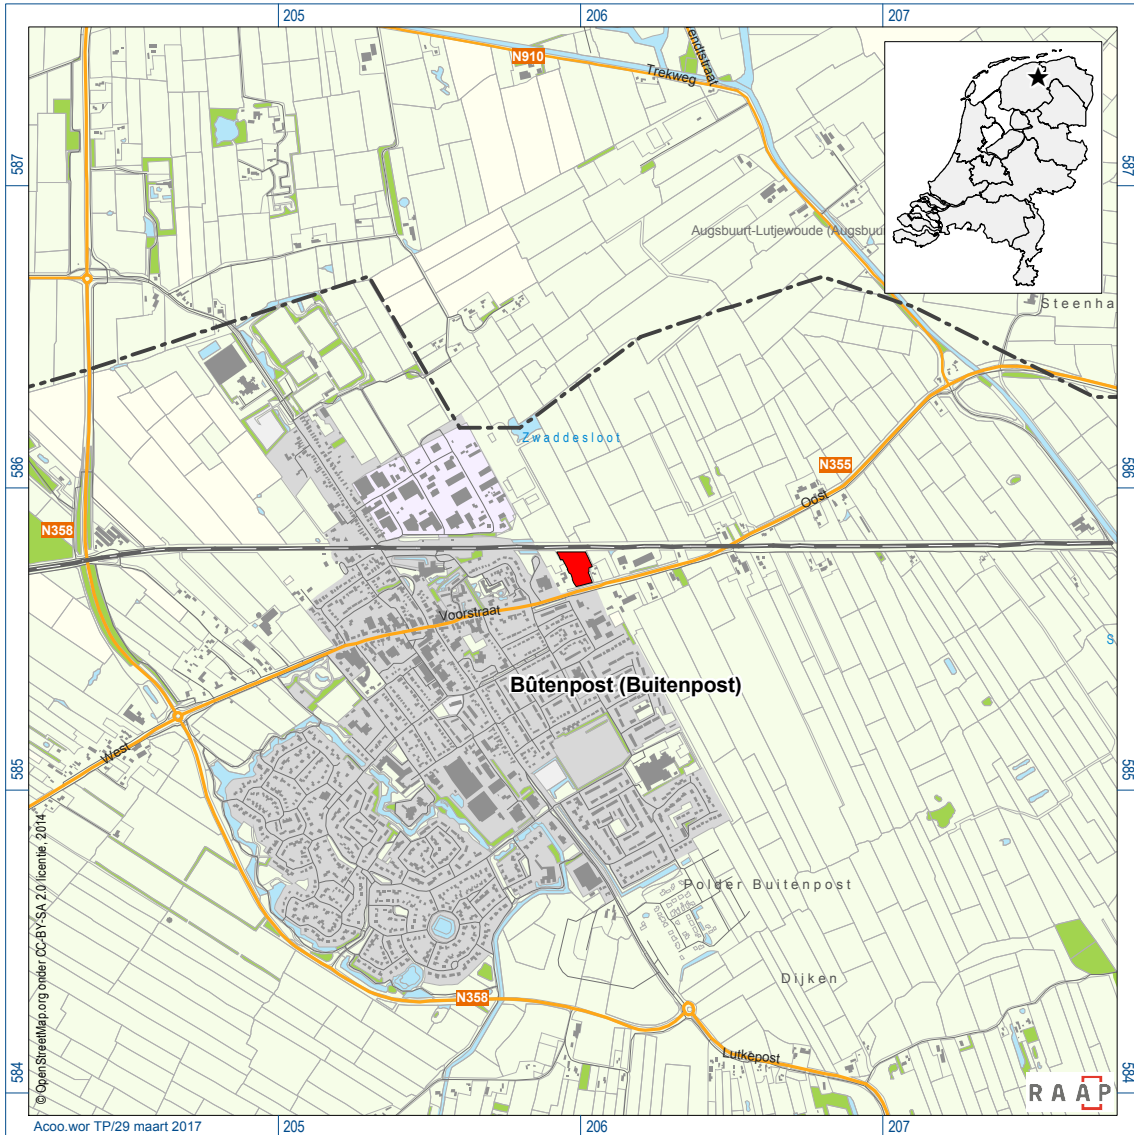 205
206
207
N910
Trekweg
endtstraat
587
587
Augsbuurt-Lutjewoude (Augsbuu
Steenha
Zwaddesloot
586
586
N355
Oost
N358
Voorstraat
S
Bûtenpost (Buitenpost)
West
585
585
© OpenStreetMap.org onder CC-BY-SA 2.0 licentie, 2014
Polder Buitenpost
Dijken
N358
Lutkepost
584
584
RAAP
Acoo.wor TP/29 maart 2017
205
206
207